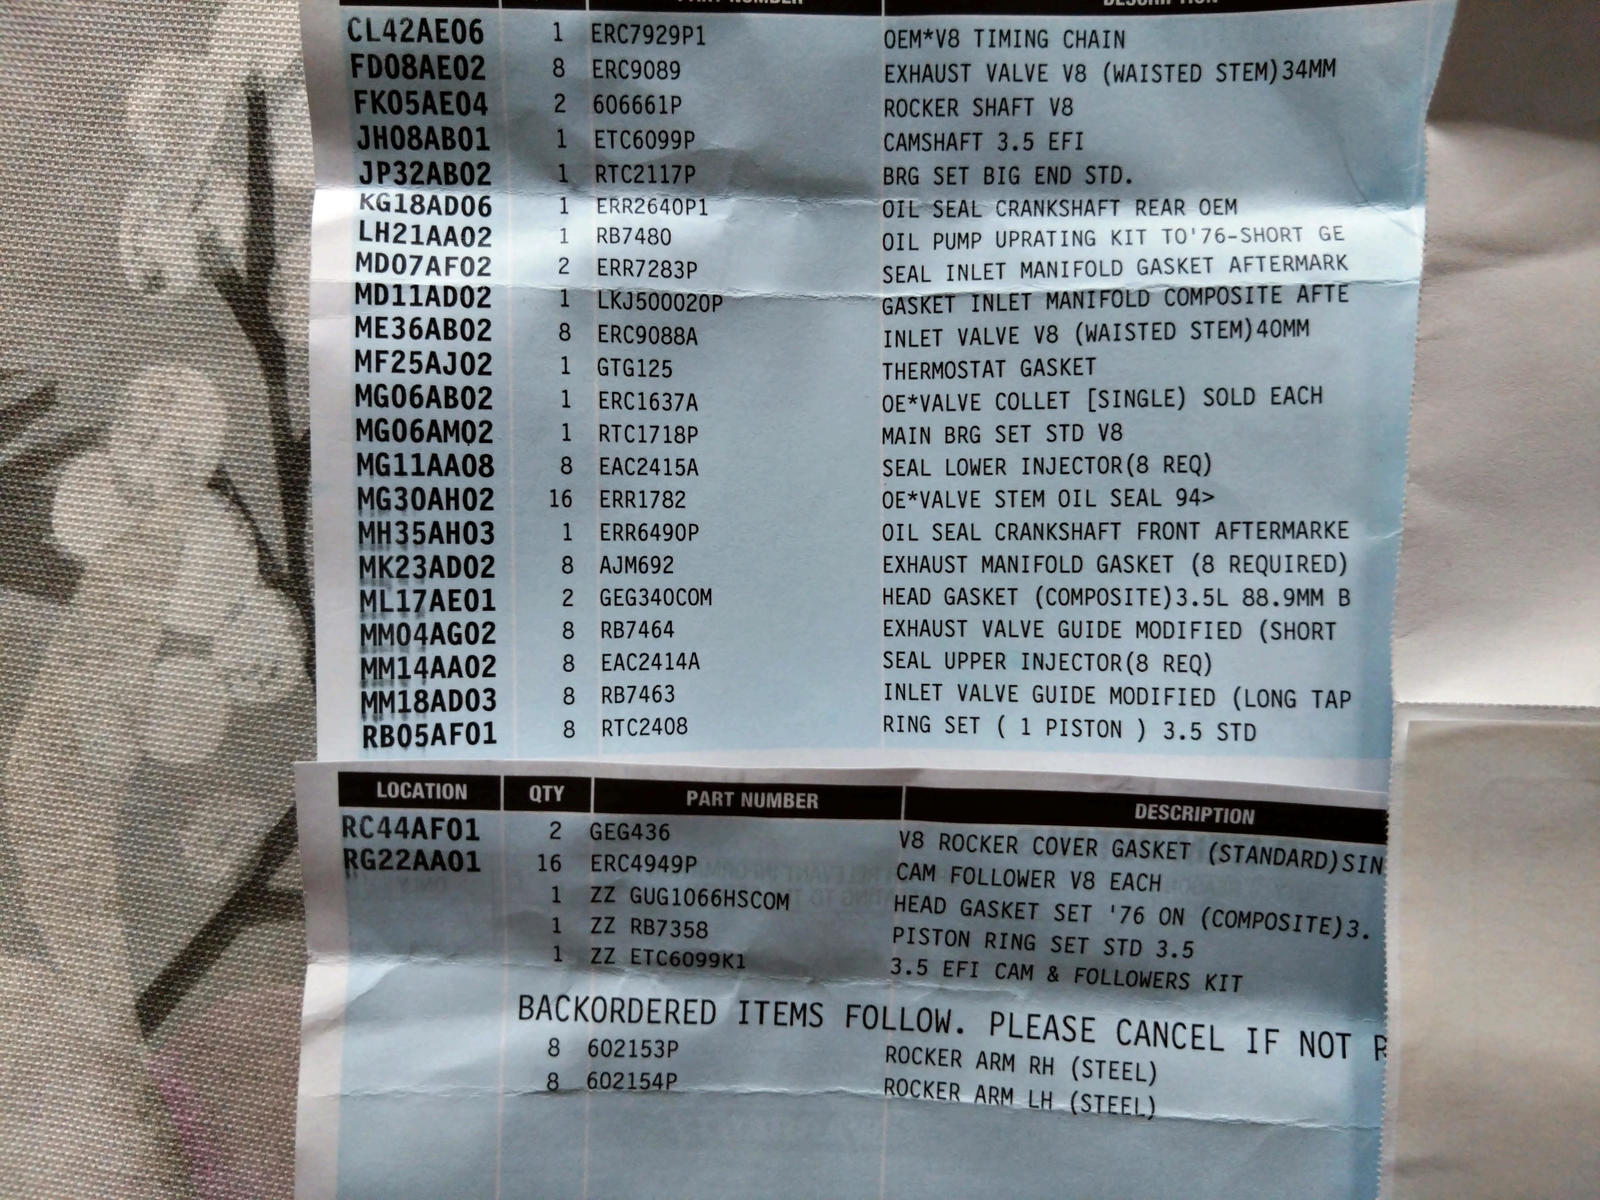 PART NUMBER DESCRIPTION
CL42AE06 1 ERC7929P1 OEM*V8 TIMING CHAIN
FD08AE02 8 ERC9089 EXHAUST VALVE V8 (WAISTED STEM)34MM
FK05AE04 2 606661P ROCKER SHAFT V8
JH08AB01 1 ETC6099P CAMSHAFT 3.5 EFI
JP32AB02 1 RTC2117P BRG SET BIG END STD.
KG18AD06 1 ERR2640P1 OIL SEAL CRANKSHAFT REAR OEM
LH21AA02 1 RB7480 OIL PUMP UPRATING KIT TO'76-SHORT GE
MD07AF02 2 ERR7283P SEAL INLET MANIFOLD GASKET AFTERMARK
MD11AD02 1 LKJ500020P GASKET INLET MANIFOLD COMPOSITE AFTE
ME36AB02 8 ERC9088A INLET VALVE V8 (WAISTED STEM)40MM
MF25AJ02 1 GTG125 THERMOSTAT GASKET
MG06AB02 1 ERC1637A OE*VALVE COLLET [SINGLE) SOLD EACH
MG06AM02 1 RTC1718P MAIN BRG SET STD V8
MG11AA08 8 EAC2415A SEAL LOWER INJECTOR(8 REQ)
MG30AH02 16 ERR1782 OE*VALVE STEM OIL SEAL 94>
MH35AH03 1 ERR6490P OIL SEAL CRANKSHAFT FRONT AFTERMARKE
MK23AD02 8 AJM692 EXHAUST MANIFOLD GASKET (8 REQUIRED)
ML17AE01 2 GEG340COM HEAD GASKET (COMPOSITE)3.5L 88.9MM B
MM04AG02 8 RB7464 EXHAUST VALVE GUIDE MODIFIED (SHORT
MM14AA02 8 EAC2414A SEAL UPPER INJECTOR(8 REQ)
MM18AD03 8 RB7463 INLET VALVE GUIDE MODIFIED (LONG TAP
RB05AF01 8 RTC2408 RING SET ( 1 PISTON ) 3.5 STD
LOCATION QTY PART NUMBER DESCRIPTION
RC44AF01 2 GEG436 V8 ROCKER COVER GASKET (STANDARD)SIN
RG22AA01 16 ERC4949P CAM FOLLOWER V8 EACH
1 ZZ GUG1066HSCOM HEAD GASKET SET '76 ON (COMPOSITE)3.
1 ZZ RB7358 PISTON RING SET STD 3.5
1 ZZ ETC6099K1 3.5 EFI CAM & FOLLOWERS KIT
BACKORDERED ITEMS FOLLOW. PLEASE CANCEL IF NOT
8 602153P ROCKER ARM RH (STEEL)
8 602154P ROCKER ARM LH (STEEL)